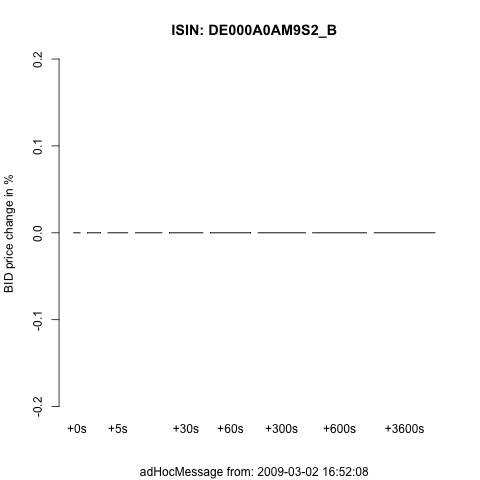 ISIN: DE000A0AM9S2_B
BID price change in %
0.2
0.1
0.0
-0.1
-0.2
+0s +5s +30s +60s +300s +600s +3600s
adHocMessage from: 2009-03-02 16:52:08